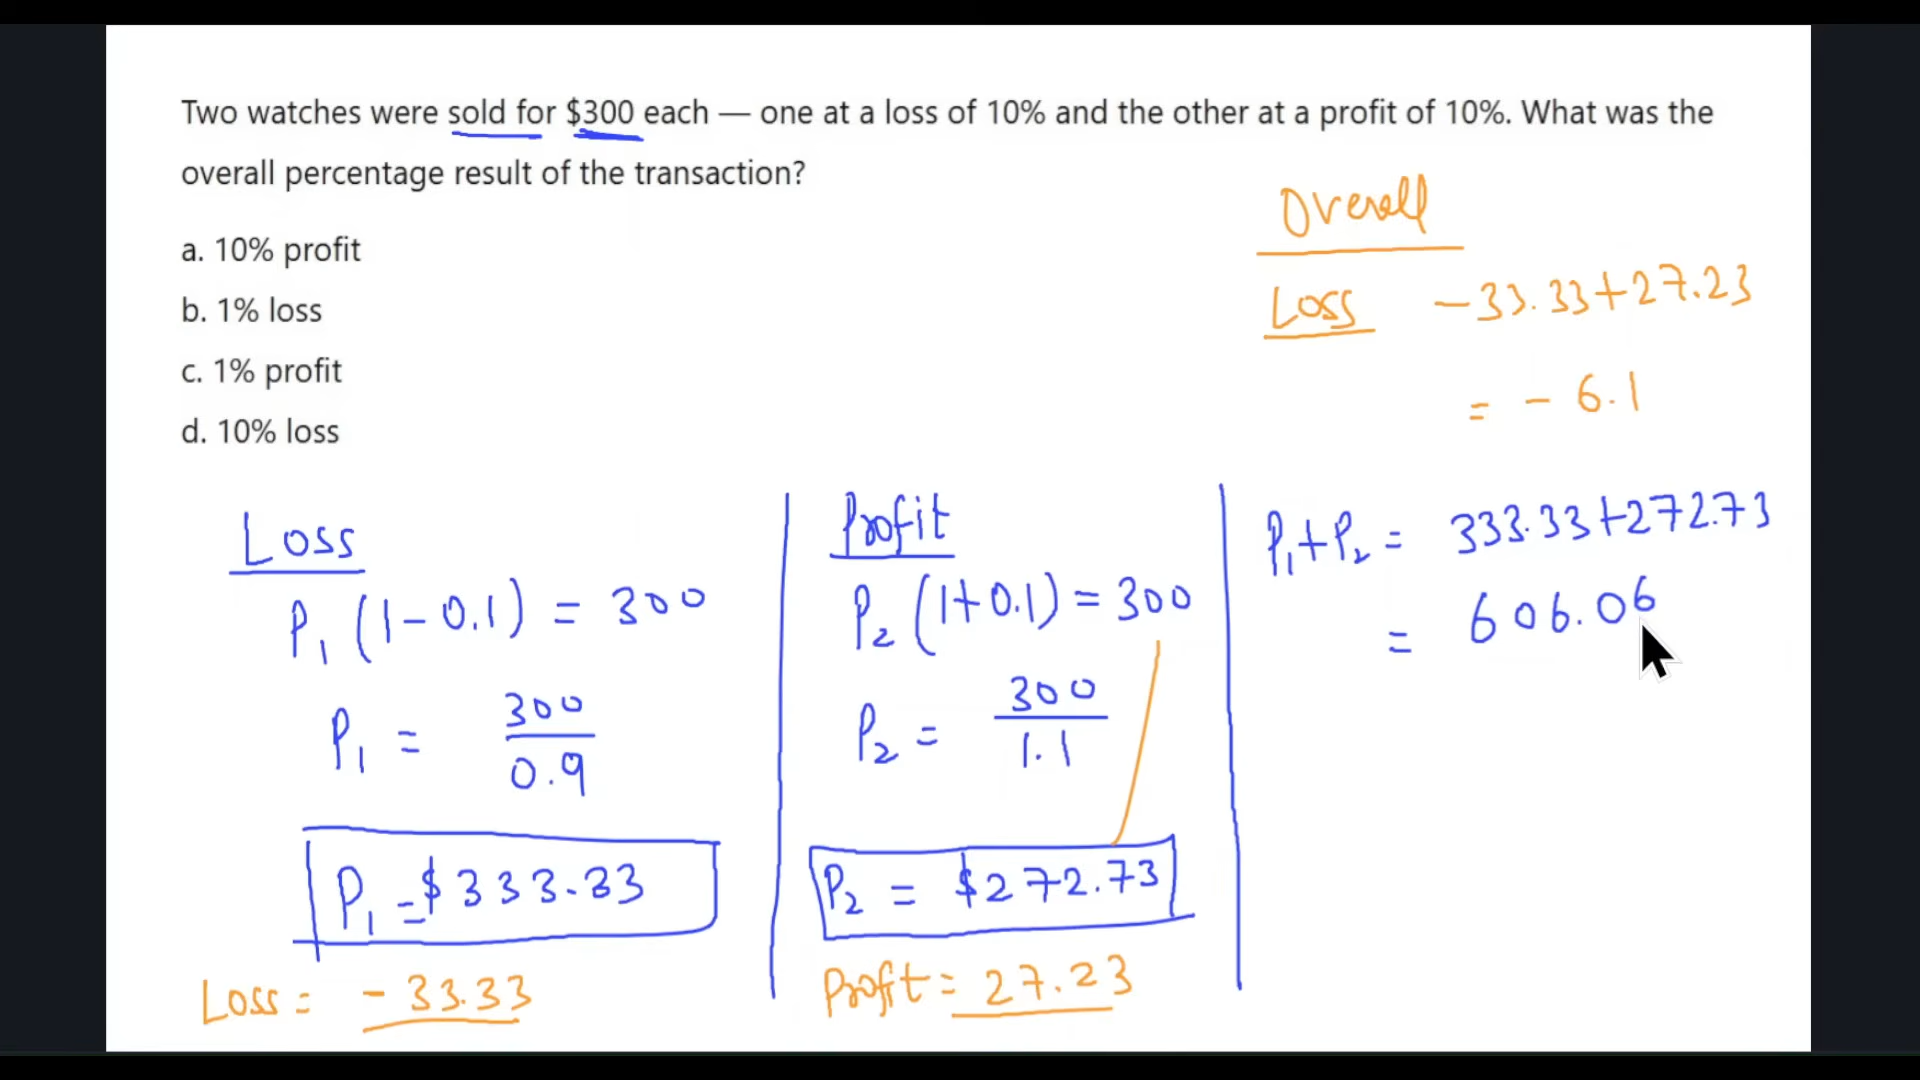 Two watches were sold for $300 each — one at a loss of 10% and the other at a profit of 10%. What was the
overall percentage result of the transaction?
a. 10% profit
b. 1% loss
c. 1% profit
d. 10% loss
Overall
Loss -33.33+27.23
= - 6.1
Loss
P₁ (1-0.1) = 300
P₁ = 300/0.9
P₁ = $333.33
Loss = - 33.33
Profit
P₂ (1+0.1) = 300
P₂ = 300/1.1
P₂ = $272.73
Profit = 27.23
P₁+P₂ = 333.33+272.73
= 606.06